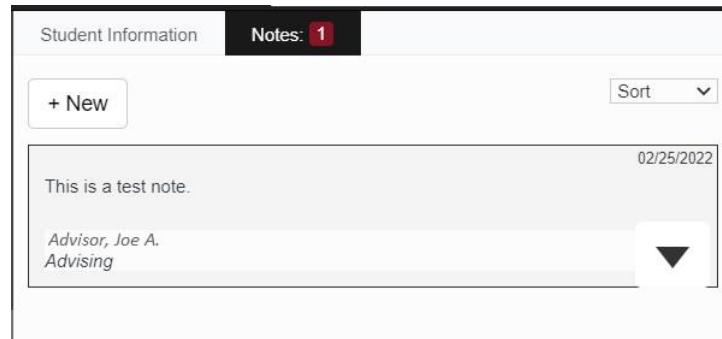 Student Information Notes: 1
+ New Sort
02/25/2022
This is a test note.
Advisor, Joe A.
Advising